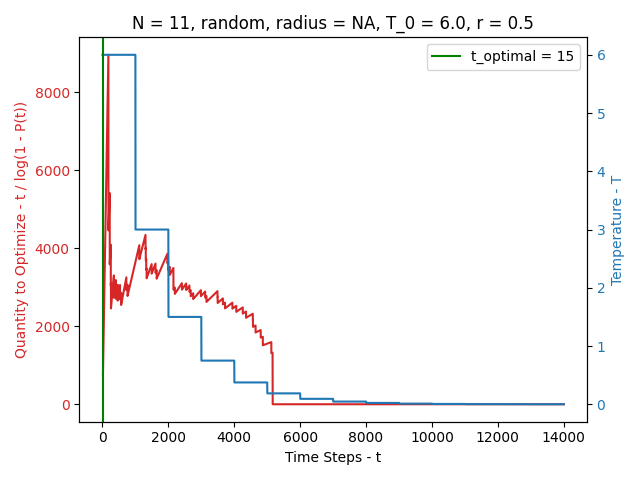 N = 11, random, radius = NA, T_0 = 6.0, r = 0.5
t_optimal = 15
Quantity to Optimize - t / log(1 - P(t))
8000
6000
4000
2000
0
6
5
4
3
2
1
0
Temperature - T
0 2000 4000 6000 8000 10000 12000 14000
Time Steps - t